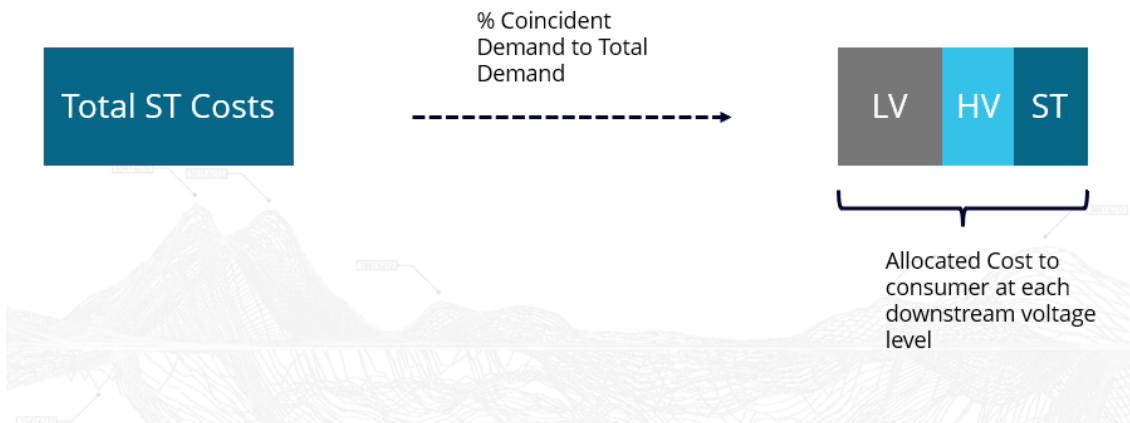 % Coincident
Demand to Total
Demand
Total ST Costs
LV
HV
ST
Allocated Cost to
consumer at each
downstream voltage
level